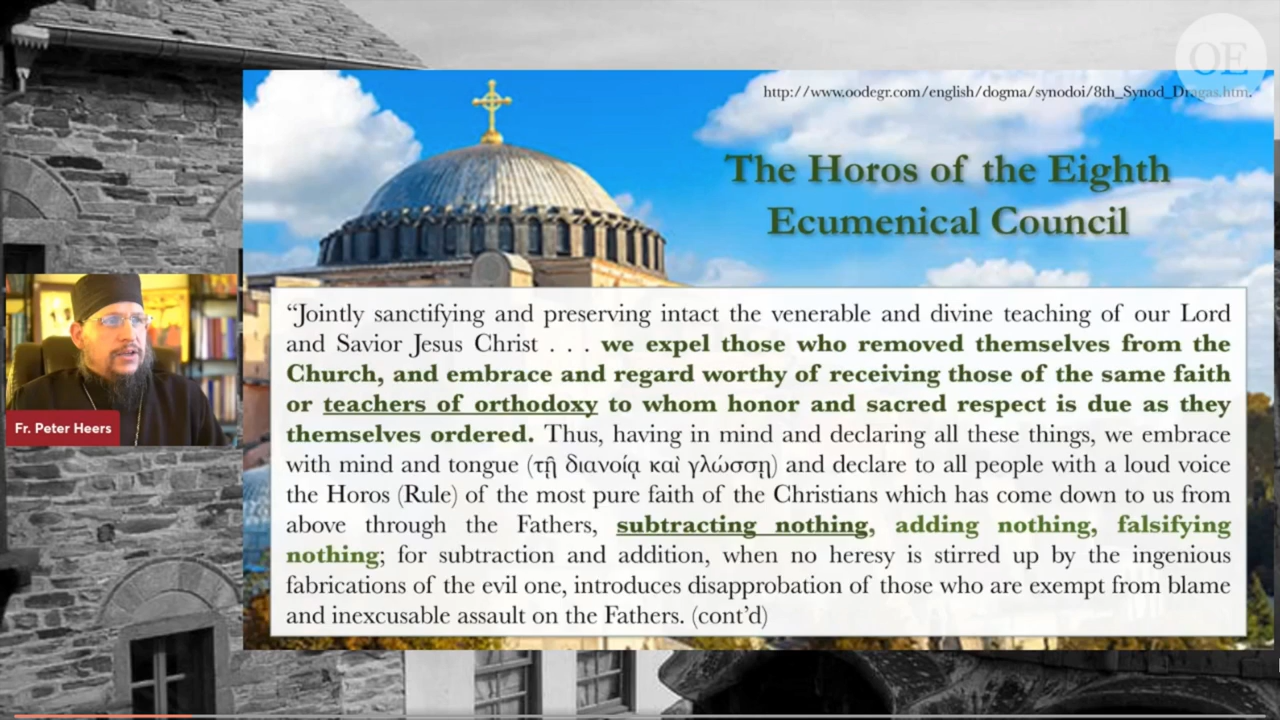 OE
http://www.oodegr.com/english/dogma/synodoi/8th_Synod_Dragas.htm.
The Horos of the Eighth
Ecumenical Council
“Jointly sanctifying and preserving intact the venerable and divine teaching of our Lord
and Savior Jesus Christ . . . we expel those who removed themselves from the
Church, and embrace and regard worthy of receiving those of the same faith
or teachers of orthodoxy to whom honor and sacred respect is due as they
themselves ordered. Thus, having in mind and declaring all these things, we embrace
with mind and tongue (τῇ διανοίᾳ καὶ γλώσσῃ) and declare to all people with a loud voice
the Horos (Rule) of the most pure faith of the Christians which has come down to us from
above through the Fathers, subtracting nothing, adding nothing, falsifying
nothing; for subtraction and addition, when no heresy is stirred up by the ingenious
fabrications of the evil one, introduces disapprobation of those who are exempt from blame
and inexcusable assault on the Fathers. (cont’d)
Fr. Peter Heers